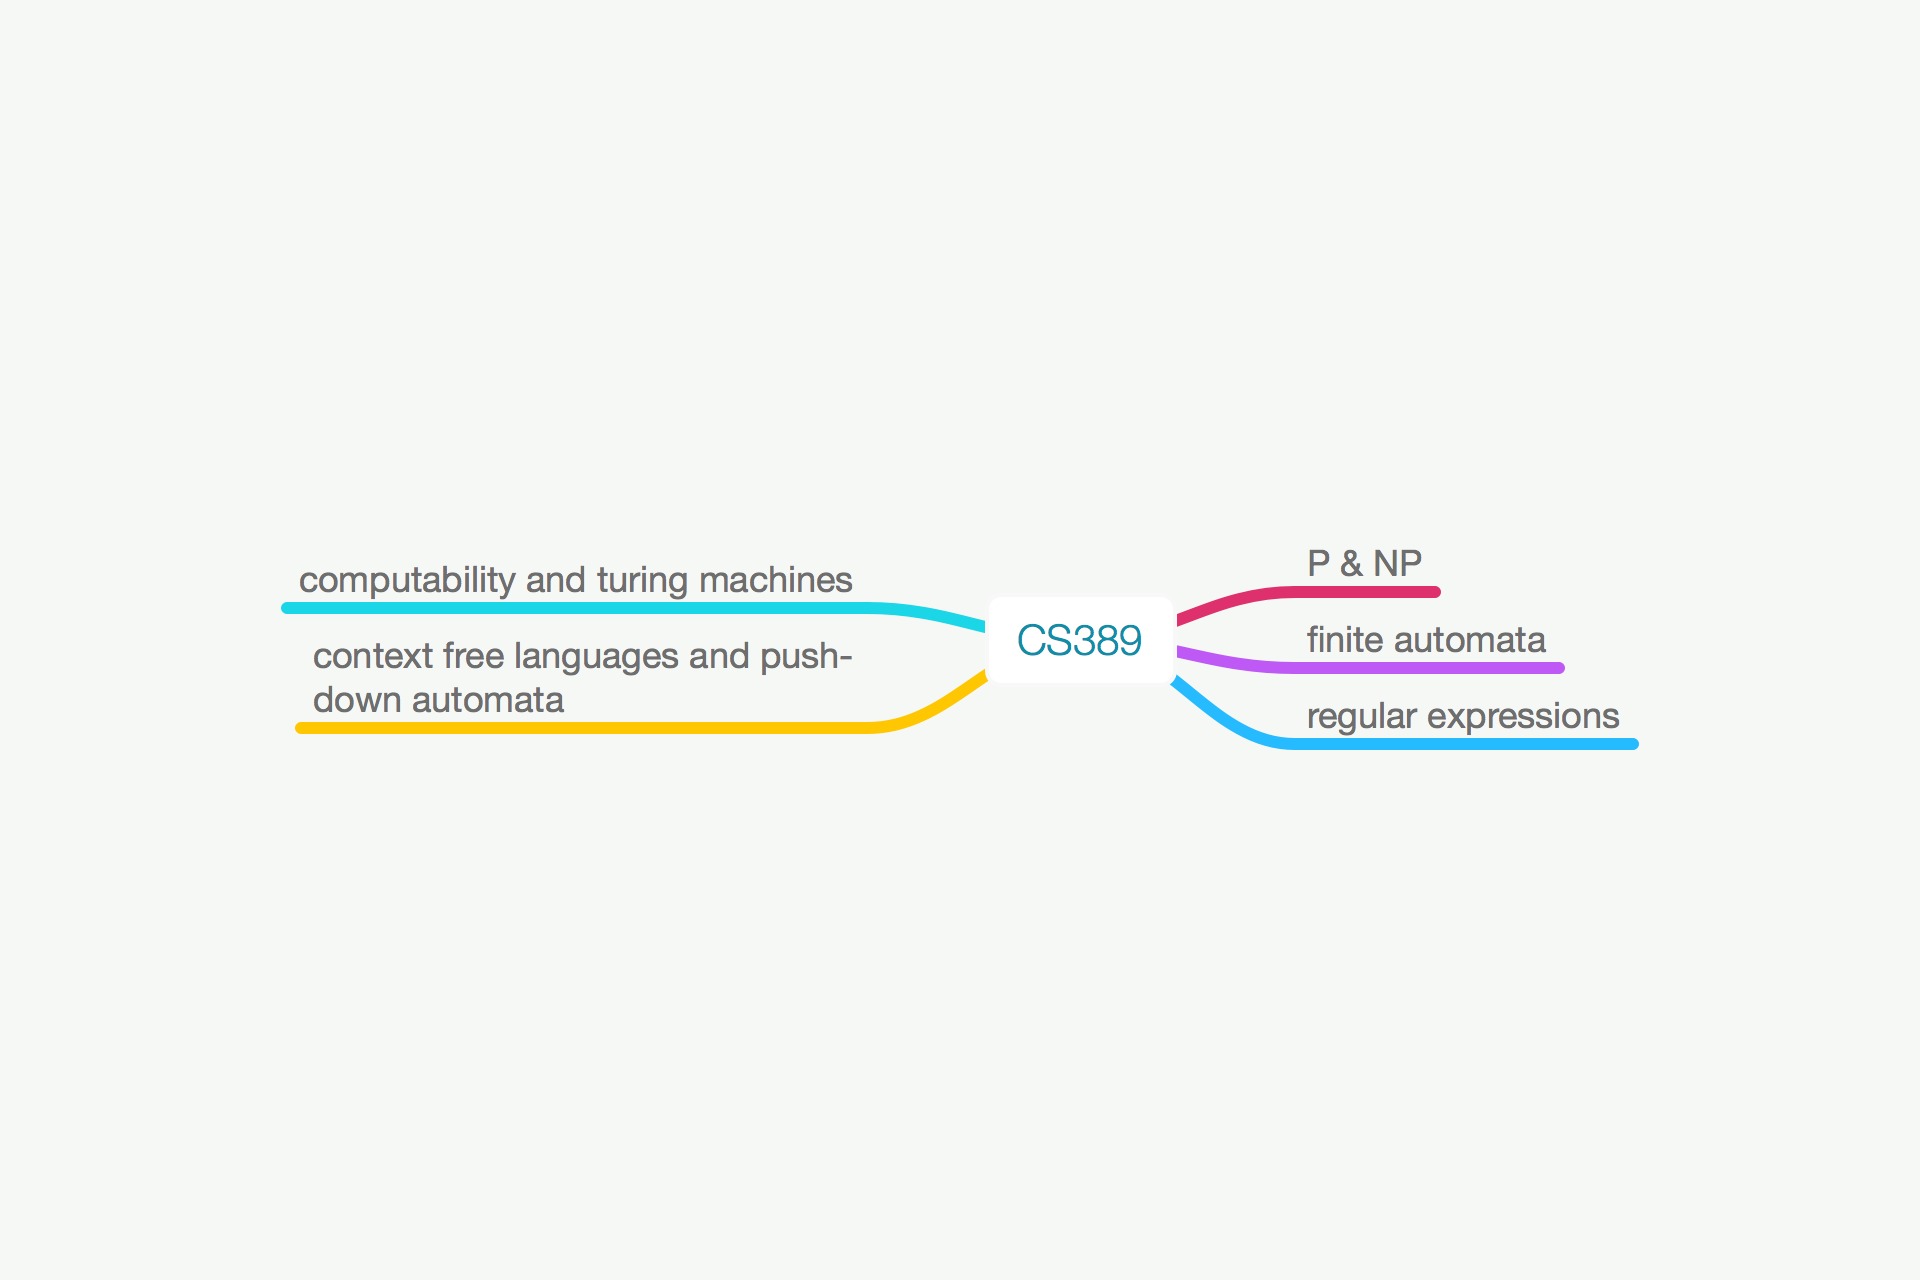 computability and turing machines
context free languages and push-
down automata
CS389
P & NP
finite automata
regular expressions